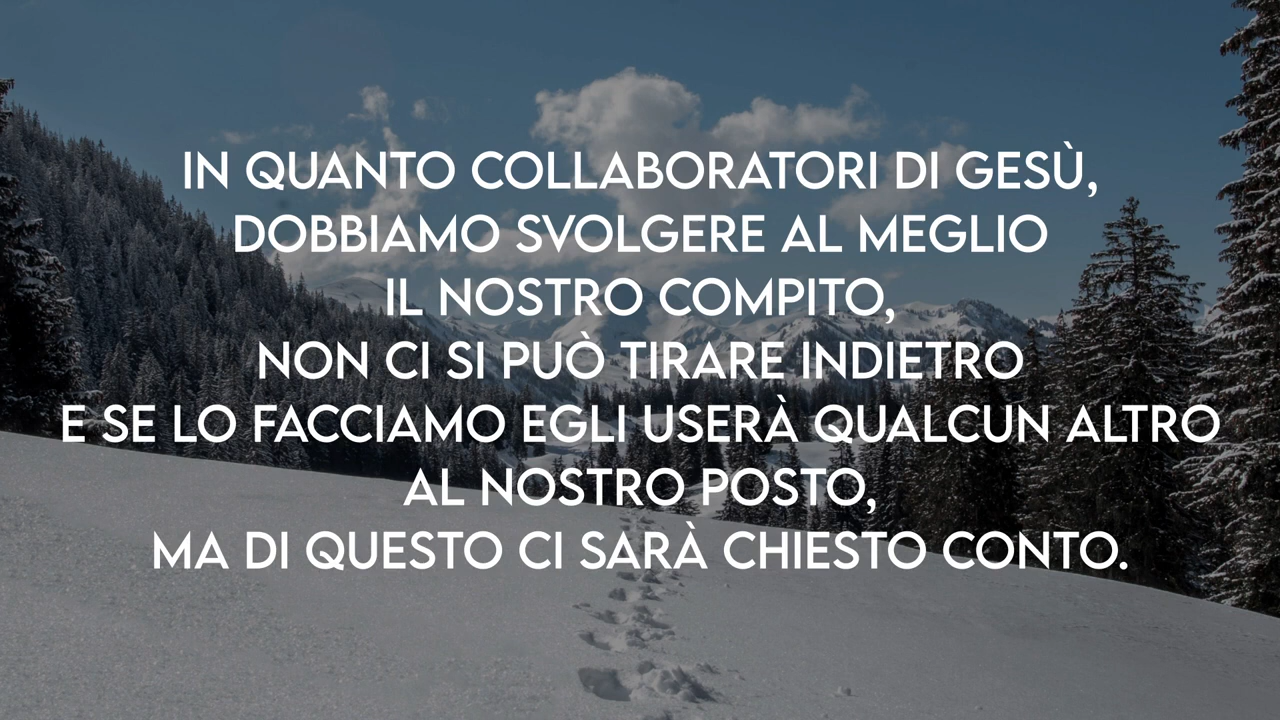 IN QUANTO COLLABORATORI DI GESÙ,
DOBBIAMO SVOLGERE AL MEGLIO
IL NOSTRO COMPITO,
NON CI SI PUÒ TIRARE INDIETRO
E SE LO FACCIAMO EGLI USERÀ QUALCUN ALTRO
AL NOSTRO POSTO,
MA DI QUESTO CI SARÀ CHIESTO CONTO.